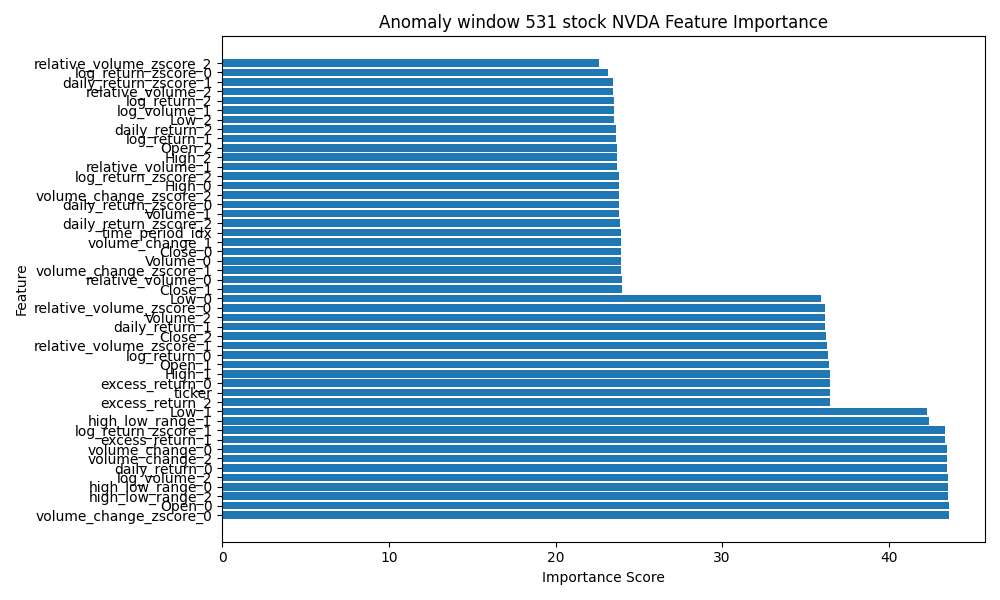 Anomaly window 531 stock NVDA Feature Importance
relative_volume_zscore_2
log_return_zscore_0
daily_return_zscore_1
relative_volume_2
log_return_2
log_volume_1
Low_2
daily_return_2
log_return_1
Open_2
High_2
relative_volume_1
log_return_zscore_2
High_0
volume_change_zscore_2
daily_return_zscore_0
Volume_1
daily_return_zscore_2
time_period_idx
volume_change_1
Close_0
Volume_0
volume_change_zscore_1
relative_volume_0
Close_1
Low_0
relative_volume_zscore_0
Volume_2
daily_return_1
Close_2
relative_volume_zscore_1
log_return_0
Open_1
High_1
excess_return_0
ticker
excess_return_2
Low_1
high_low_range_1
log_return_zscore_1
excess_return_1
volume_change_0
volume_change_2
daily_return_0
log_volume_2
high_low_range_0
high_low_range_2
Open_0
volume_change_zscore_0
Feature
0 10 20 30 40
Importance Score